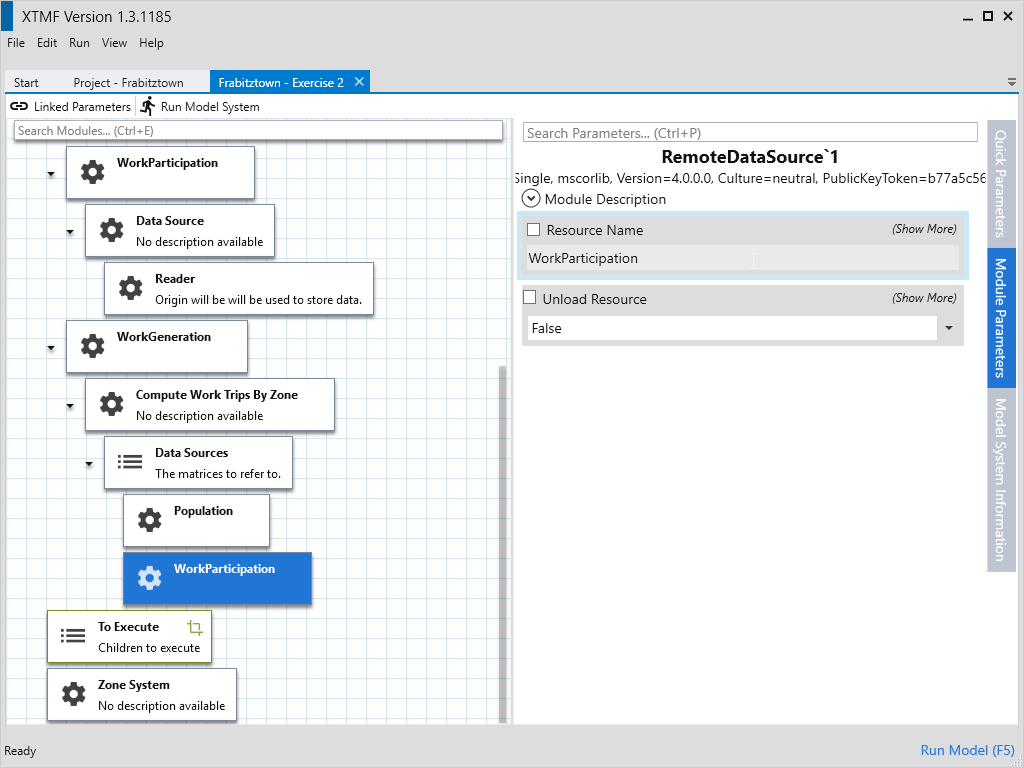 XTMF Version 1.3.1185
File Edit Run View Help
Start Project - Frabitztown Frabitztown - Exercise 2
Linked Parameters Run Model System
Search Modules... (Ctrl+E)
WorkParticipation
Data Source
No description available
Reader
Origin will be will be used to store data.
WorkGeneration
Compute Work Trips By Zone
No description available
Data Sources
The matrices to refer to.
Population
WorkParticipation
To Execute
Children to execute
Zone System
No description available
Search Parameters... (Ctrl+P)
RemoteDataSource`1
Single, mscorlib, Version=4.0.0.0, Culture=neutral, PublicKeyToken=b77a5c56
Module Description
Resource Name (Show More)
WorkParticipation
Unload Resource (Show More)
False
Quick Parameters
Module Parameters
Model System Information
Ready
Run Model (F5)